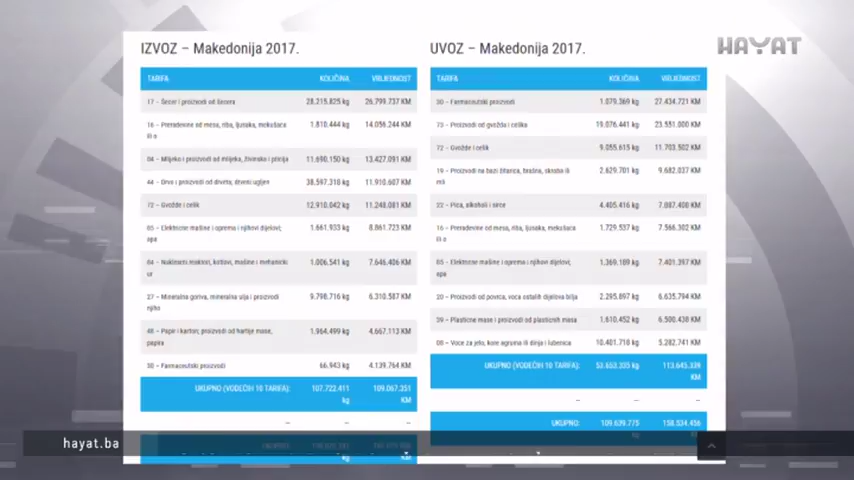 HAYAT
IZVOZ – Makedonija 2017.
TARIFA KOLIČINA VRIJEDNOST
17 – Šećer i proizvodi od šećera 28.215.825 kg 26.799.737 KM
16 – Prerađevine od mesa, riba, ljuskara, mekušaca
ili o 1.810.444 kg 14.056.244 KM
04 – Mlijeko i proizvodi od mlijeka, živinska i ptičija 11.690.150 kg 13.427.091 KM
44 – Drvo i proizvodi od drveta, drveni ugljen 38.597.318 kg 11.910.607 KM
72 – Gvožđe i čelik 12.910.042 kg 11.248.081 KM
85 – Električne mašine i oprema i njihovi dijelovi;
apa 1.661.933 kg 8.861.723 KM
84 – Nuklearni reaktori, kotlovi, mašine i mehanički
ur 1.006.541 kg 7.646.406 KM
27 – Mineralna goriva, mineralna ulja i proizvodi
njiho 9.798.716 kg 6.310.587 KM
48 – Papir i karton; proizvodi od hartije mase,
papira 1.964.499 kg 4.667.113 KM
30 – Farmaceutski proizvodi 66.943 kg 4.139.764 KM
UKUPNO (VODEĆIH 10 TARIFA): 107.722.411
kg 109.067.351
KM
– –
kg KM
UVOZ – Makedonija 2017.
TARIFA KOLIČINA VRIJEDNOST
30 – Farmaceutski proizvodi 1.079.369 kg 27.434.721 KM
73 – Proizvodi od gvožđa i čelika 19.076.441 kg 23.551.000 KM
72 – Gvožđe i čelik 9.055.615 kg 11.703.502 KM
19 – Proizvodi na bazi žitarica, brašna, skroba ili
mli 2.629.701 kg 9.682.037 KM
22 – Pića, alkoholi i sirće 4.405.416 kg 7.887.400 KM
16 – Prerađevine od mesa, riba, ljuskara, mekušaca
ili o 1.729.537 kg 7.566.302 KM
85 – Električne mašine i oprema i njihovi dijelovi;
apa 1.369.189 kg 7.401.397 KM
20 – Proizvodi od povrća, voća ostalih dijelova bilja 2.295.897 kg 6.635.794 KM
39 – Plastične mase i proizvodi od plastičnih masa 1.610.452 kg 6.500.438 KM
08 – Voće za jelo, kore agruma ili dinja i lubenica 10.401.718 kg 5.282.741 KM
UKUPNO (VODEĆIH 10 TARIFA): 53.653.335 kg 113.645.339
KM
– –
UKUPNO: 109.639.775
kg 158.534.456
KM
hayat.ba